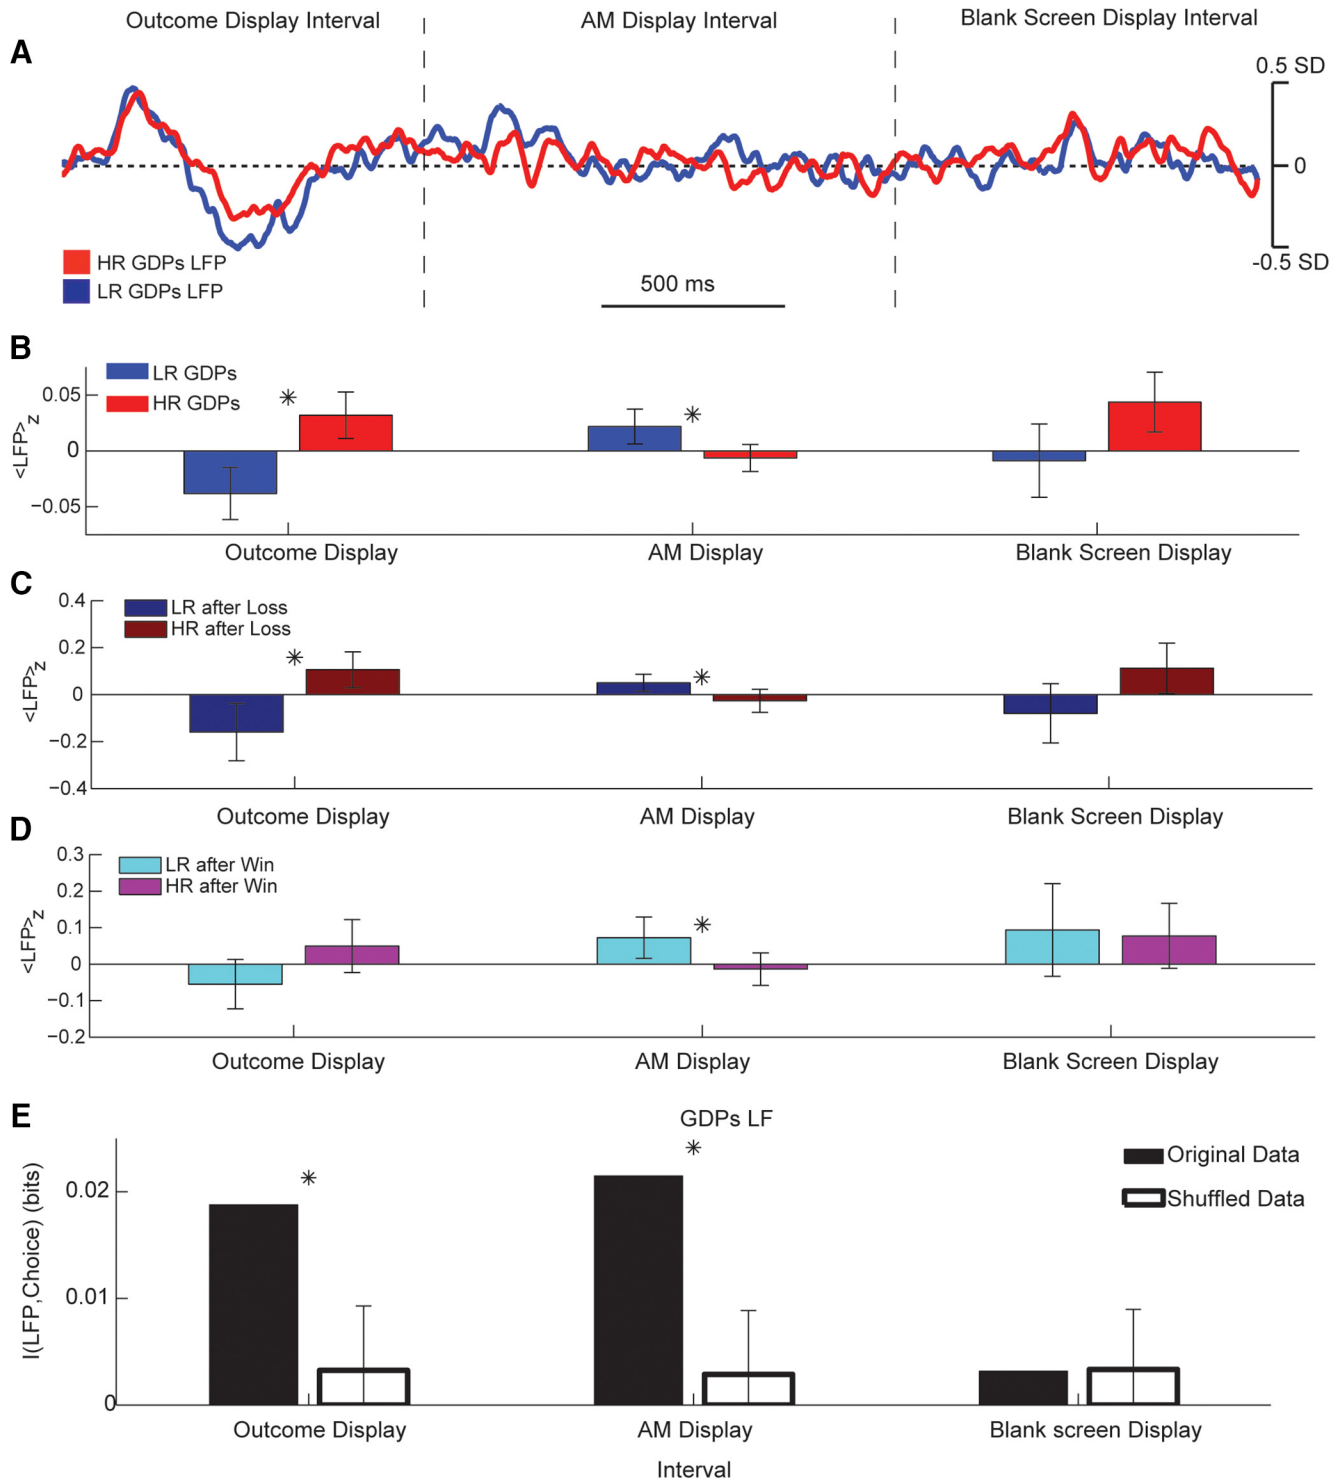 Outcome Display Interval AM Display Interval Blank Screen Display Interval
A
0.5 SD
0
-0.5 SD
HR GDPs LFP
LR GDPs LFP
500 ms
B
LR GDPs
HR GDPs
*
*
0.05
0
−0.05
<LFP>z
Outcome Display AM Display Blank Screen Display
C
LR after Loss
HR after Loss
*
*
0.4
0.2
0
−0.2
−0.4
<LFP>z
Outcome Display AM Display Blank Screen Display
D
LR after Win
HR after Win
*
0.3
0.2
0.1
0
−0.1
−0.2
<LFP>z
Outcome Display AM Display Blank Screen Display
E
GDPs LF
*
*
Original Data
Shuffled Data
0.02
0.01
0
I(LFP,Choice) (bits)
Outcome Display AM Display Blank screen Display
Interval